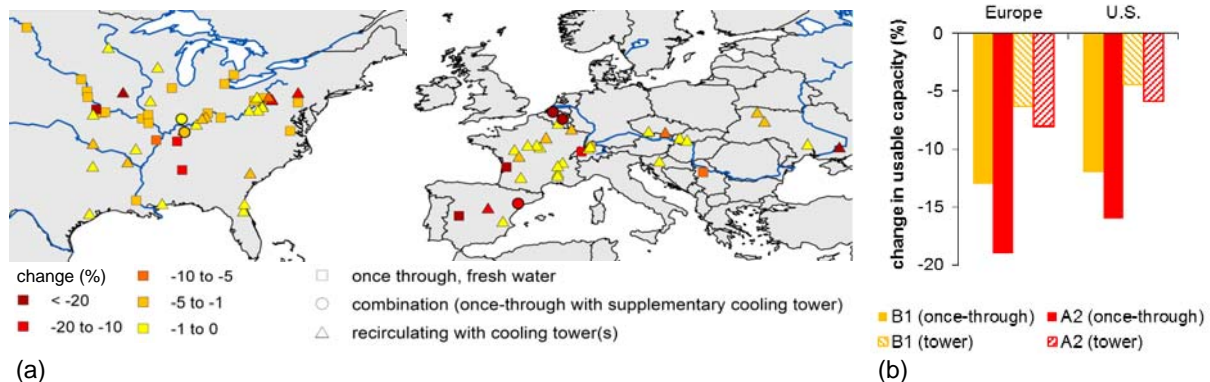 change (%)
< -20
-20 to -10
-10 to -5
-5 to -1
-1 to 0
once through, fresh water
combination (once-through with supplementary cooling tower)
recirculating with cooling tower(s)
(a)
Europe
U.S.
change in usable capacity (%)
0
-5
-10
-15
-20
B1 (once-through)
A2 (once-through)
B1 (tower)
A2 (tower)
(b)